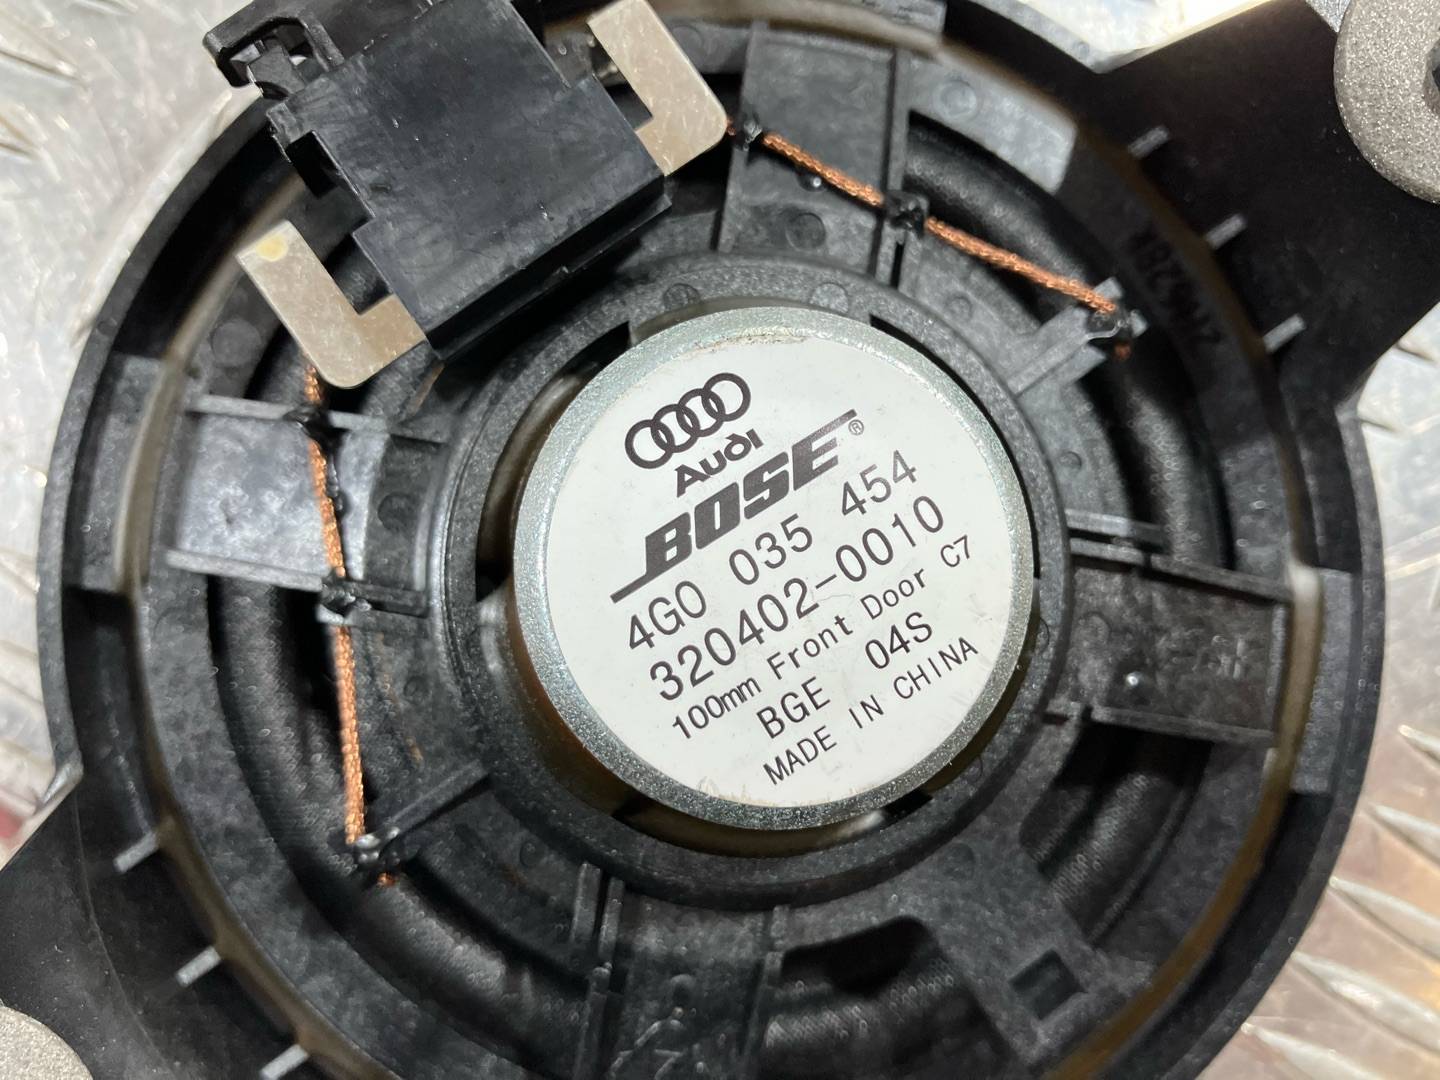 Audi
BOSE®
4G0 035 454
320402-0010
100mm Front Door C7
BGE 04S
MADE IN CHINA